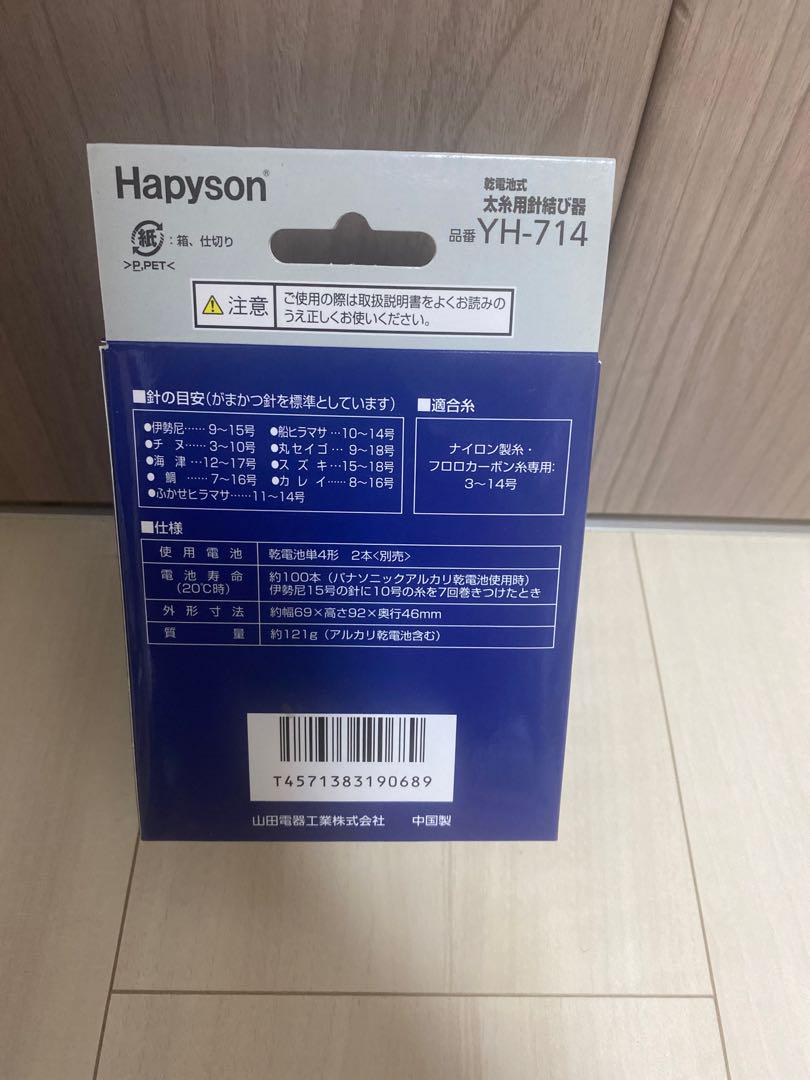 Hapyson®
乾電池式
太糸用針結び器
品番 YH-714
紙 : 箱、仕切り
>P,PET<
注意
ご使用の際は取扱説明書をよくお読みの
うえ正しくお使いください。
■針の目安(がまかつ針を標準としています)
●伊勢尼…… 9〜15号 ●船ヒラマサ …10〜14号
●チ ヌ…… 3〜10号 ●丸セイゴ… 9〜18号
●海 津 …12〜17号 ●ス ズ キ…15〜18号
● 鯛 …… 7〜16号 ●カ レ イ…… 8〜16号
●ふかせヒラマサ……11〜14号
■適合糸
ナイロン製糸・
フロロカーボン糸専用:
3〜14号
■仕様
使用電池 乾電池単4形 2本<別売>
電池寿命 (20℃時) 約100本(パナソニックアルカリ乾電池使用時)
伊勢尼15号の針に10号の糸を7回巻きつけたとき
外形寸法 約幅69×高さ92×奥行46mm
質量 約121g(アルカリ乾電池含む)
T4571383190689
山田電器工業株式会社 中国製